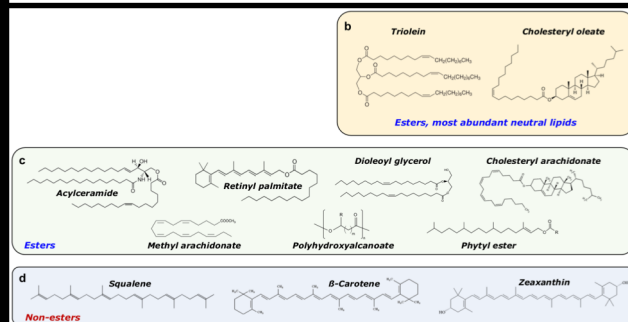 b
Triolein
Cholesteryl oleate
Esters, most abundant neutral lipids
c
Acylceramide
Retinyl palmitate
Dioleoyl glycerol
Cholesteryl arachidonate
Esters
Methyl arachidonate
Polyhydroxyalcanoate
Phytyl ester
d
Squalene
ß-Carotene
Zeaxanthin
Non-esters